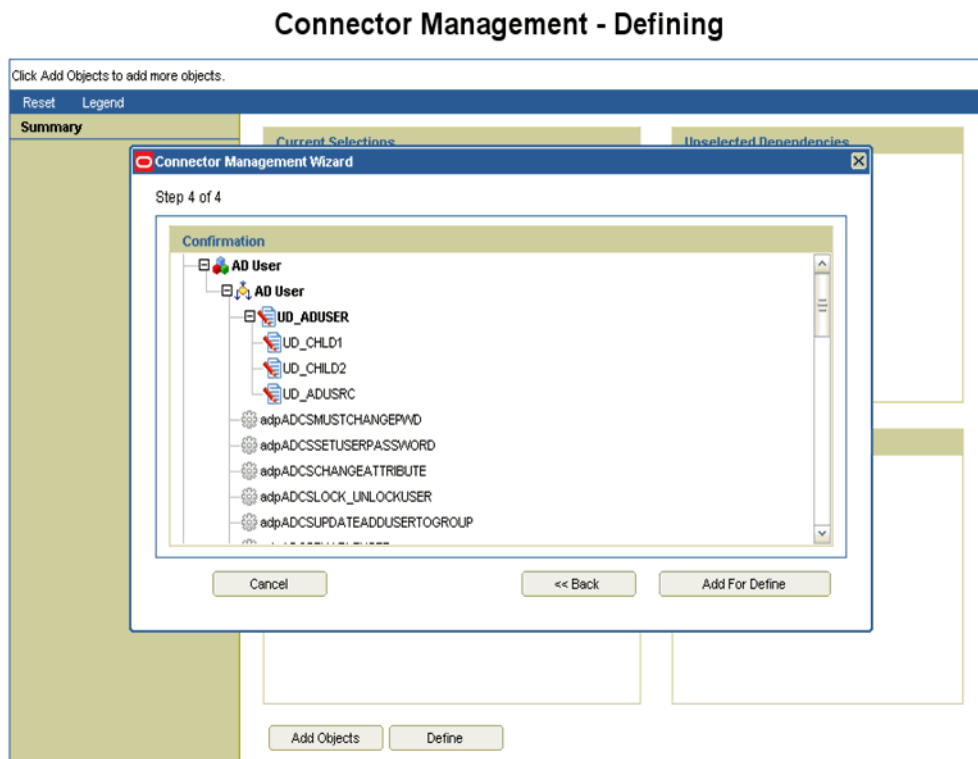 Connector Management - Defining
Click Add Objects to add more objects.
Reset Legend
Summary
Current Selections
Unselected Dependencies
Connector Management Wizard
Step 4 of 4
Confirmation
AD User
AD User
UD_ADUSER
UD_CHLD1
UD_CHILD2
UD_ADUSRC
adpADCSMUSTCHANGEPWD
adpADCSSETUSERPASSWORD
adpADCSCHANGEATTRIBUTE
adpADCSLOCK_UNLOCKUSER
adpADCSUPDATEADDUSERTOGROUP
Cancel
<< Back
Add For Define
Add Objects
Define